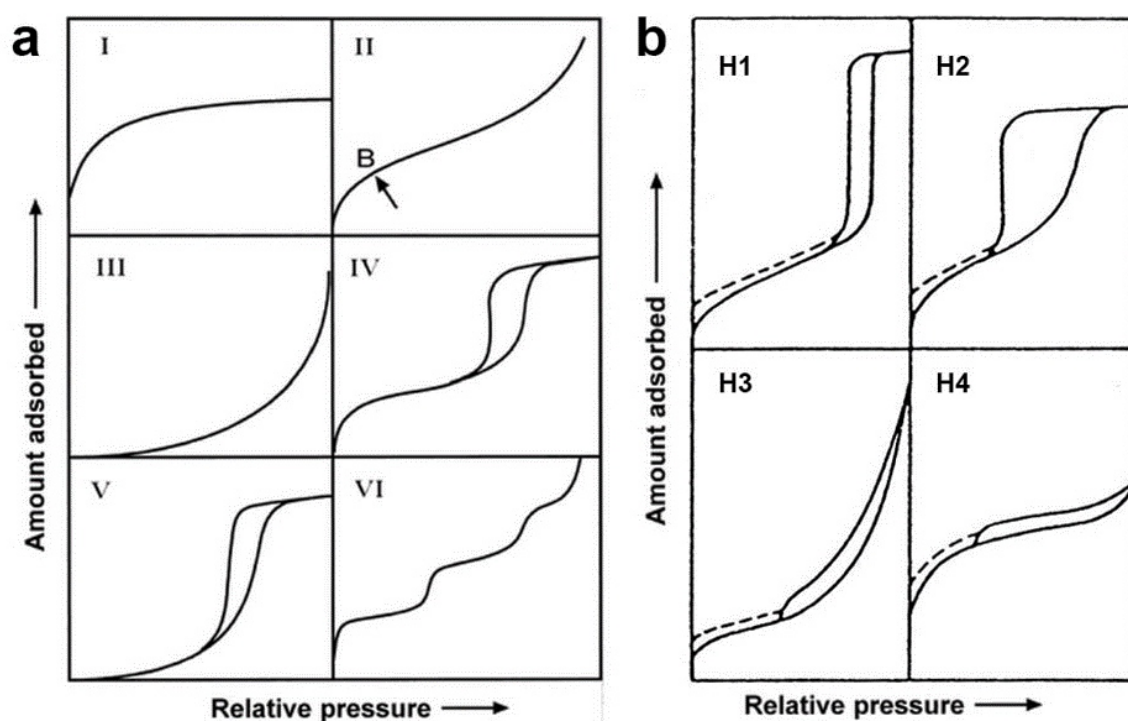 a
I
II
B
III
IV
V
VI
Amount adsorbed
Relative pressure
b
H1
H2
H3
H4
Amount adsorbed
Relative pressure